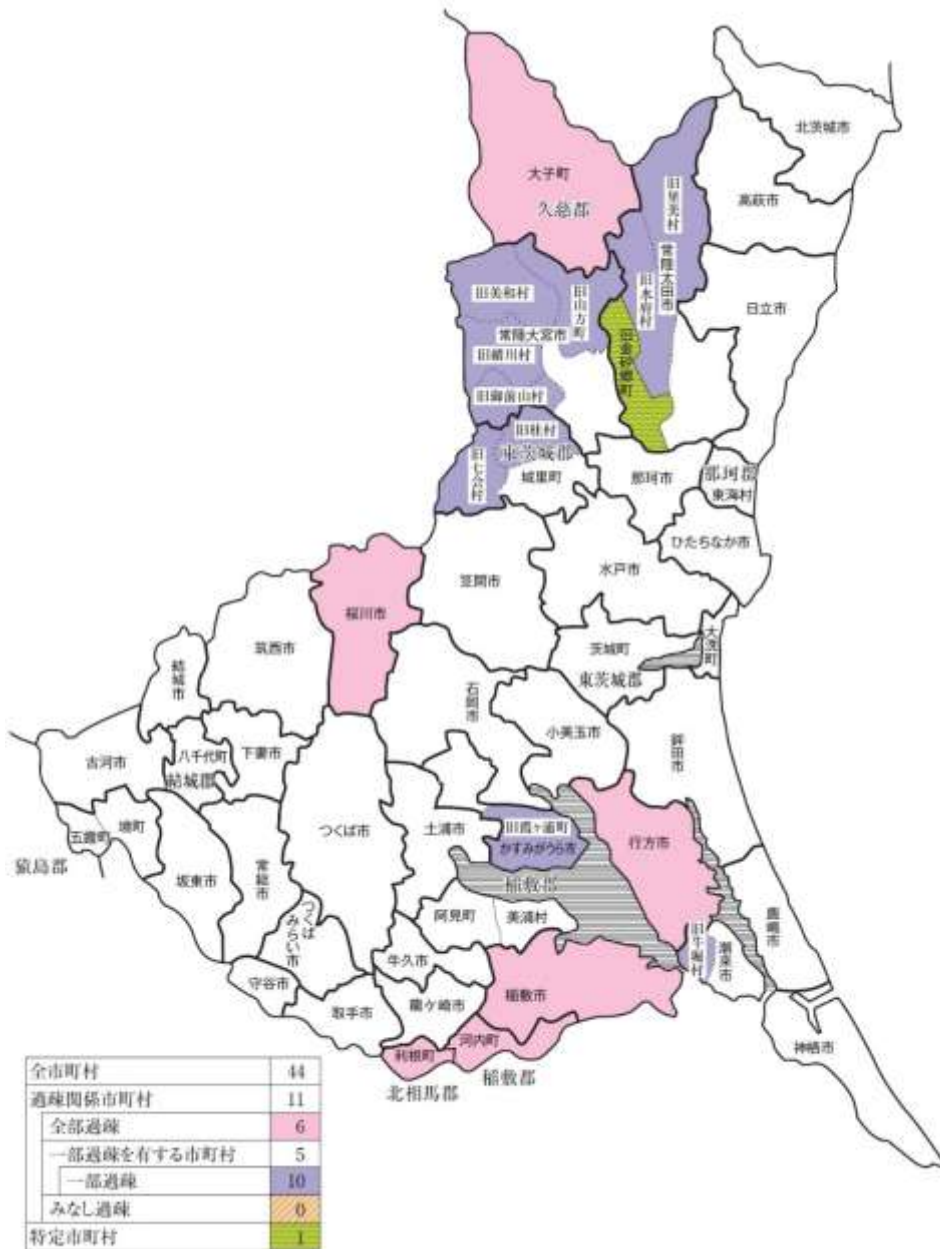 北茨城市
大子町
久慈郡
高萩市
旧里美村
常陸太田市
旧水府村
日立市
旧美和村
旧山方町
常陸大宮市
旧緒川村
旧金砂郷町
旧御前山村
旧桂村
東茨城郡
旧七会村
城里町
那珂市
那珂郡
東海村
ひたちなか市
笠間市
水戸市
桜川市
筑西市
茨城町
大洗町
東茨城郡
結城市
石岡市
小美玉市
鉾田市
古河市
八千代町
下妻市
結城郡
五霞町
境町
猿島郡
つくば市
土浦市
旧霞ヶ浦町
かすみがうら市
行方市
坂東市
常総市
稲敷郡
阿見町
美浦村
鹿嶋市
つくば
みらい市
牛久市
旧牛堀村
潮来市
守谷市
取手市
龍ケ崎市
稲敷市
神栖市
利根町
河内町
北相馬郡
稲敷郡
全市町村 44
過疎関係市町村 11
全部過疎 6
一部過疎を有する市町村 5
一部過疎 10
みなし過疎 0
特定市町村 1